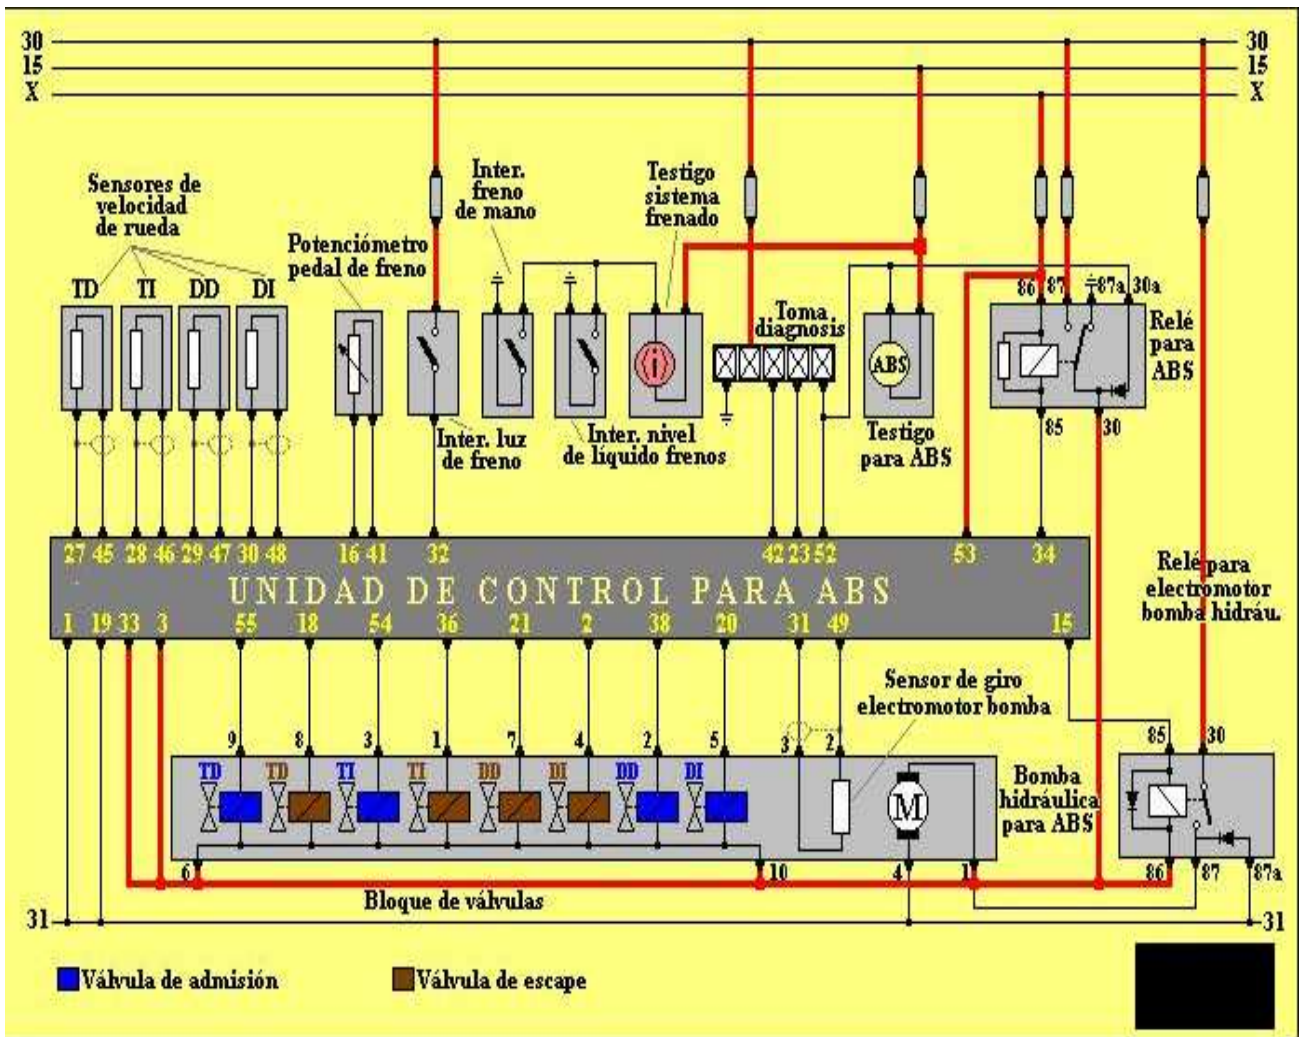 30 30
15 15
X X
Sensores de
velocidad
de rueda
TD TI DD DI
Potenciómetro
pedal de freno
Inter.
freno
de mano
Testigo
sistema
frenado
Inter. luz
de freno
Inter. nivel
de líquido frenos
i
Toma
diagnosis
ABS
Testigo
para ABS
86 87 87a 30a
Relé
para
ABS
85 30
27 45 28 46 29 47 30 48 16 41 32 42 23 52 53 34
UNIDAD DE CONTROL PARA ABS
1 19 33 3 55 18 54 36 21 2 38 20 31 49 15
Relé para
electromotor
bomba hidráu.
Sensor de giro
electromotor bomba
9 8 3 1 7 4 2 5 3 2
85 30
TD TD TI TI DD DI DD DI
M
Bomba
hidráulica
para ABS
6 10 4 1 86 87 87a
Bloque de válvulas
31 31
Válvula de admisión
Válvula de escape